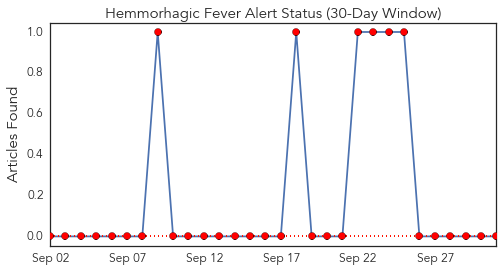 Hemmorhagic Fever Alert Status (30-Day Window)
Articles Found
1.0
0.8
0.6
0.4
0.2
0.0
Sep 02 Sep 07 Sep 12 Sep 17 Sep 22 Sep 27